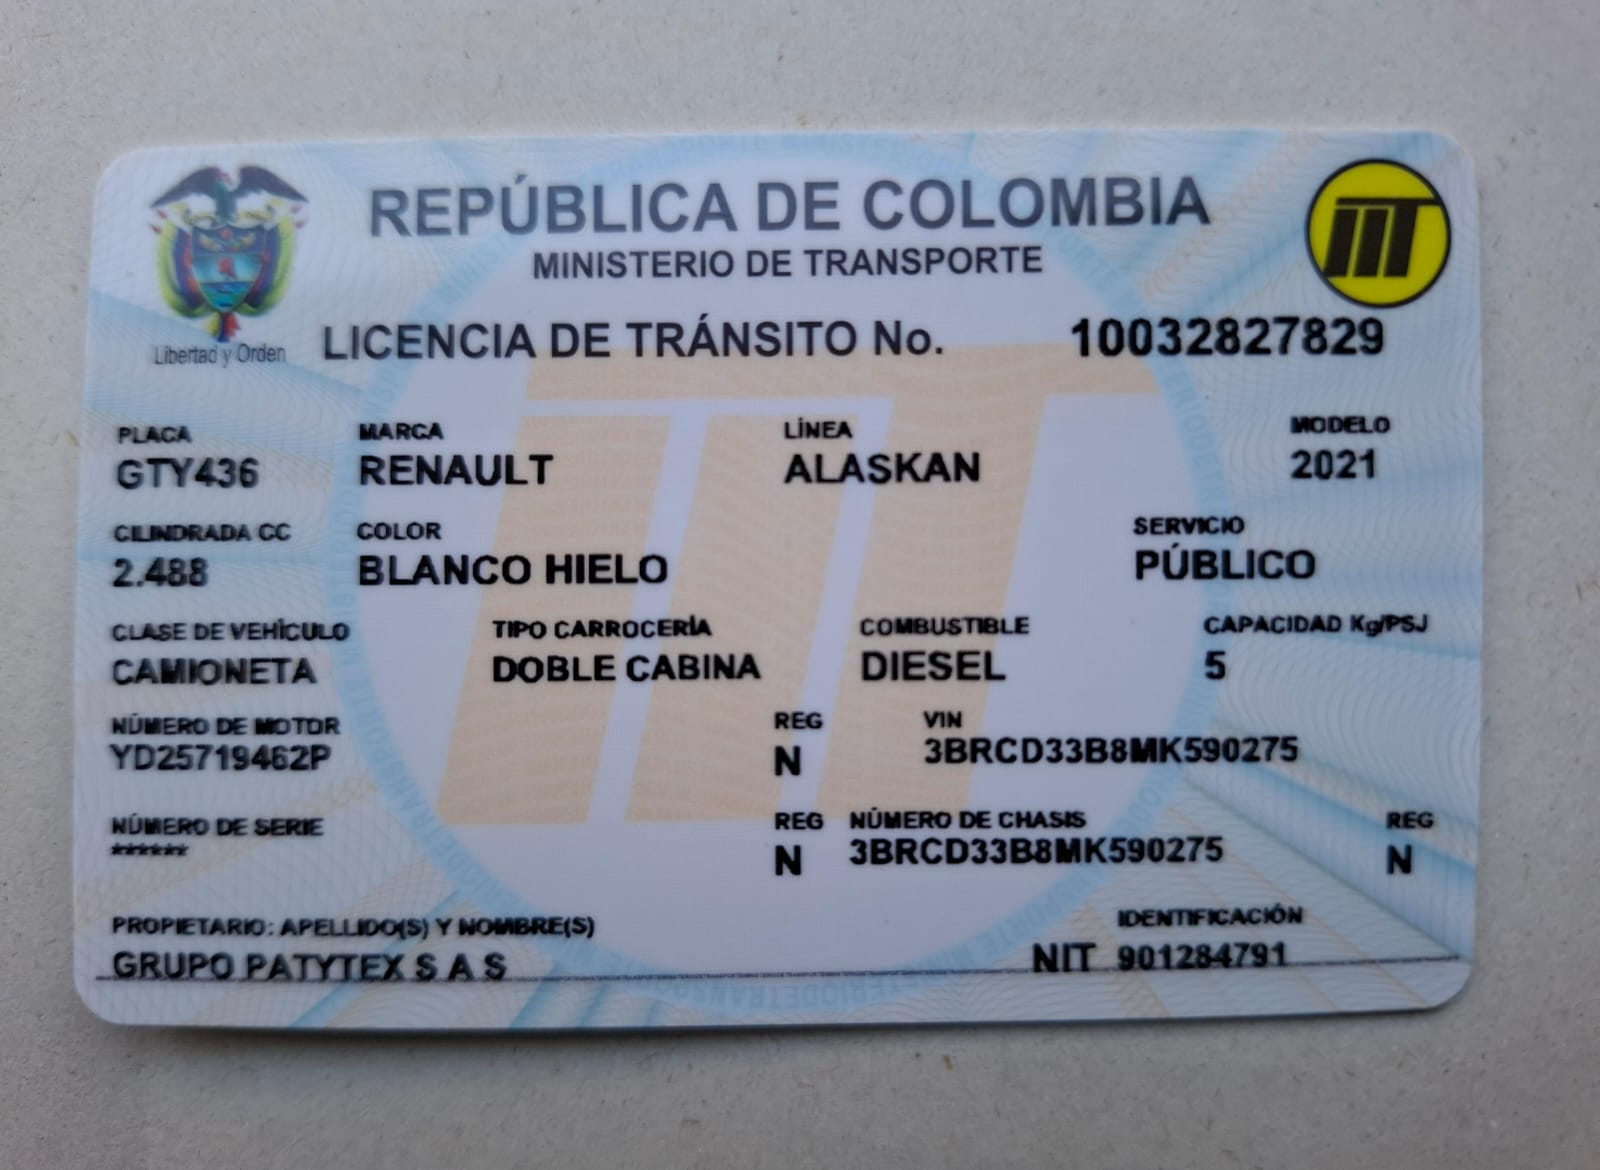 REPÚBLICA DE COLOMBIA
MINISTERIO DE TRANSPORTE
Libertad y Orden
LICENCIA DE TRÁNSITO No. 10032827829
PLACA MARCA LÍNEA MODELO
GTY436 RENAULT ALASKAN 2021
CILINDRADA CC COLOR SERVICIO
2.488 BLANCO HIELO PÚBLICO
CLASE DE VEHÍCULO TIPO CARROCERÍA COMBUSTIBLE CAPACIDAD Kg/PSJ
CAMIONETA DOBLE CABINA DIESEL 5
NÚMERO DE MOTOR REG VIN
YD25719462P N 3BRCD33B8MK590275
NÚMERO DE SERIE REG NÚMERO DE CHASIS REG
****** N 3BRCD33B8MK590275 N
PROPIETARIO: APELLIDO(S) Y NOMBRE(S) IDENTIFICACIÓN
GRUPO PATYTEX S A S NIT 901284791